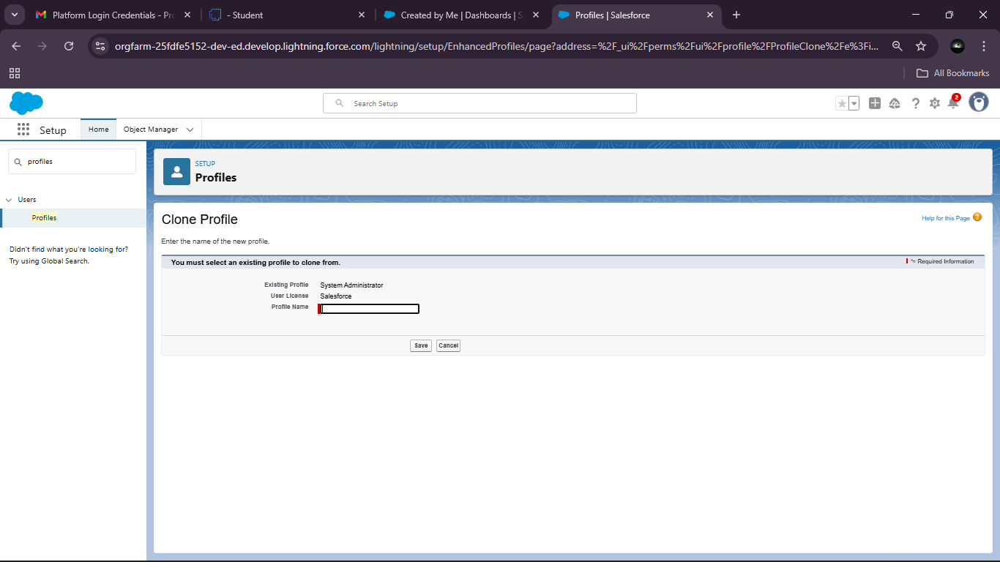 Platform Login Credentials - Pro
- Student
Created by Me | Dashboards | S
Profiles | Salesforce
orgfarm-25fdfe5152-dev-ed.develop.lightning.force.com/lightning/setup/EnhancedProfiles/page?address=%2F_ui%2Fperms%2Fui%2Fprofile%2FProfileClone%2Fe%3Fi...
All Bookmarks
Search Setup
2
Setup
Home
Object Manager
profiles
Users
Profiles
Didn't find what you're looking for?
Try using Global Search.
SETUP
Profiles
Clone Profile
Help for this Page
Enter the name of the new profile.
You must select an existing profile to clone from.
*= Required Information
Existing Profile System Administrator
User License Salesforce
Profile Name
Save Cancel